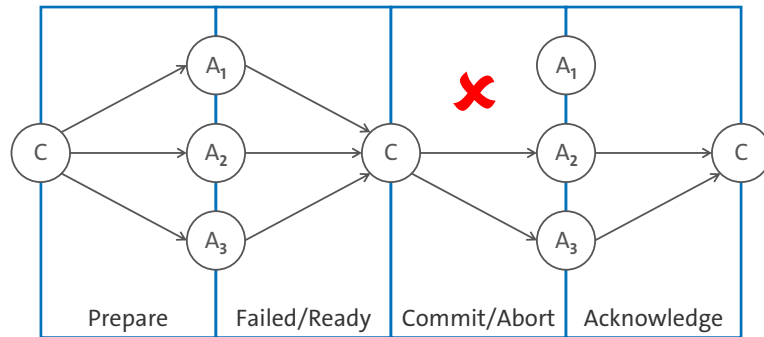 A₁
A₁
C
A₂
C
A₂
C
A₃
A₃
Prepare
Failed/Ready
Commit/Abort
Acknowledge